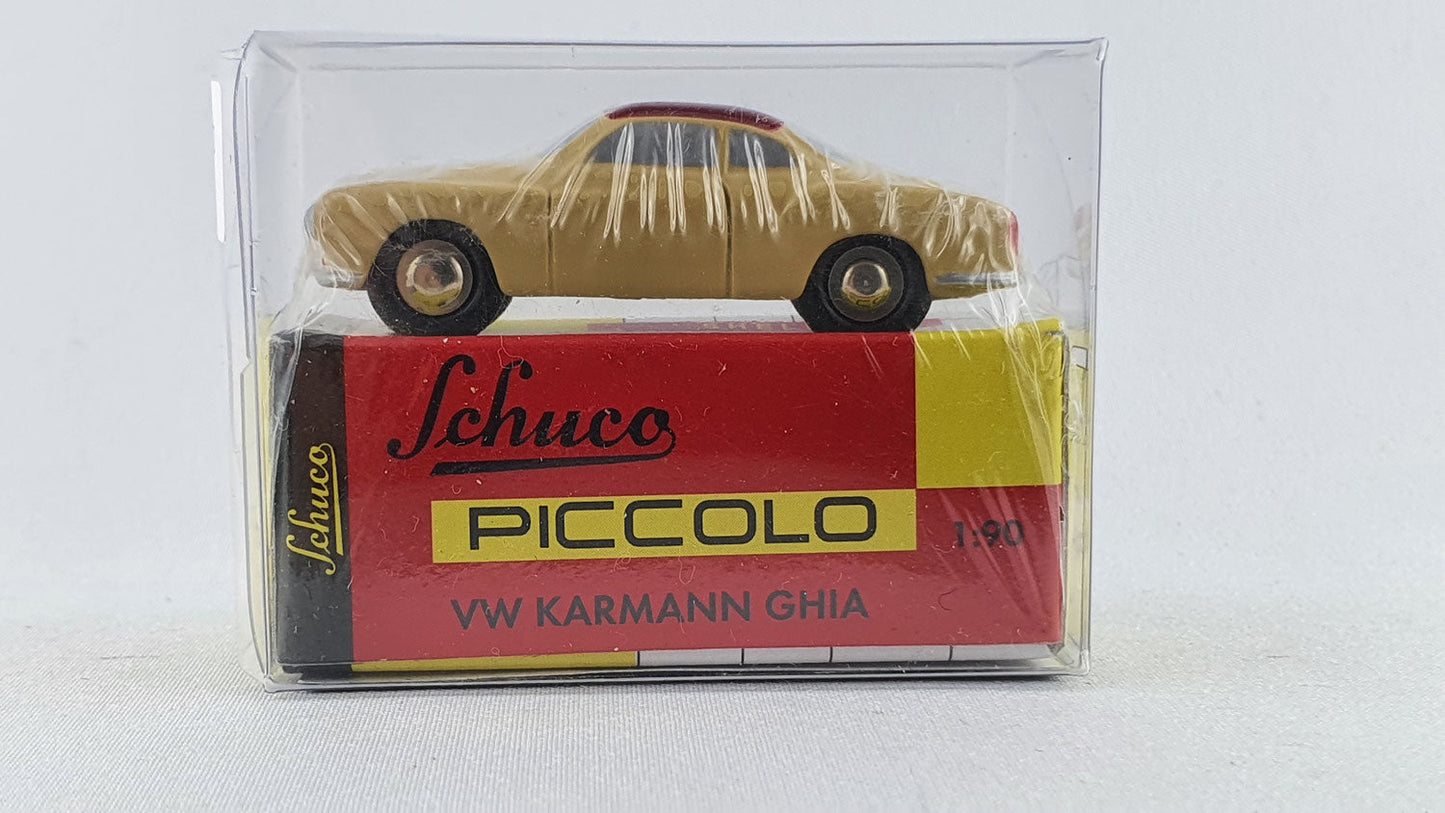 Schuco
Schuco
PICCOLO
1:90
VW KARMANN GHIA